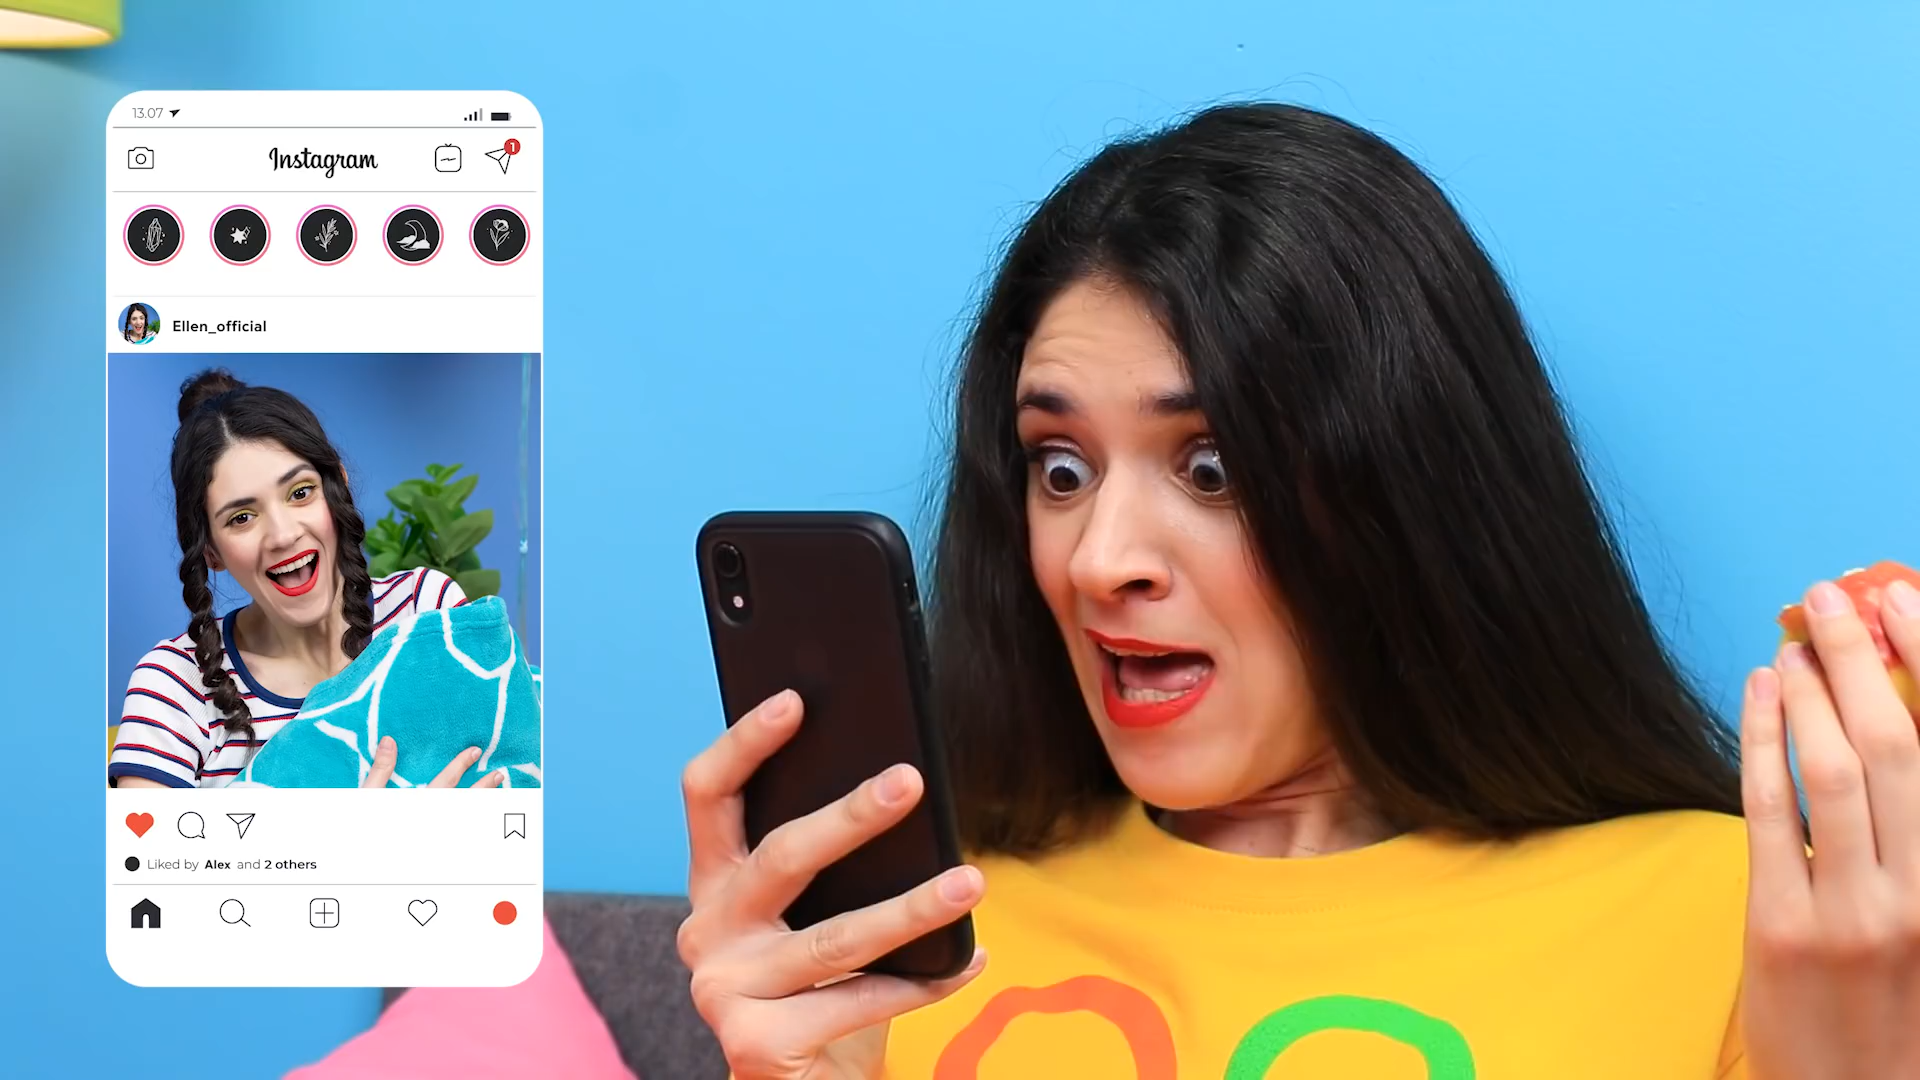 13.07
Instagram
1
Ellen_official
Liked by Alex and 2 others